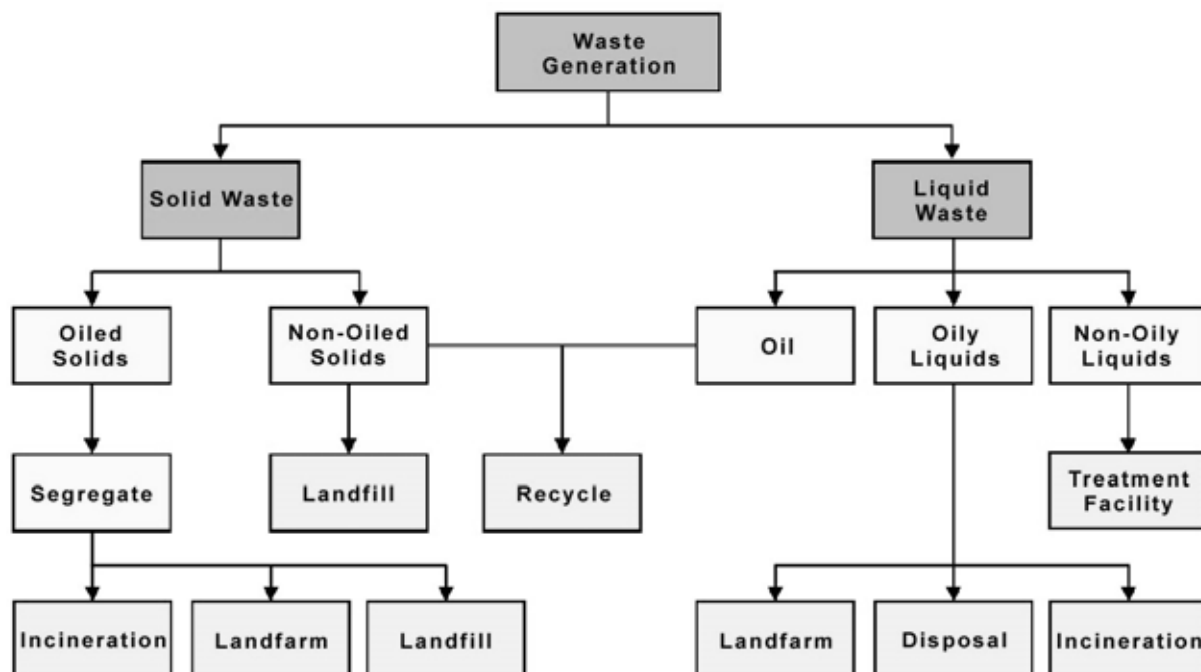 Waste
Generation
Solid Waste
Liquid
Waste
Oiled
Solids
Non-Oiled
Solids
Oil
Oily
Liquids
Non-Oily
Liquids
Segregate
Landfill
Recycle
Treatment
Facility
Incineration
Landfarm
Landfill
Landfarm
Disposal
Incineration